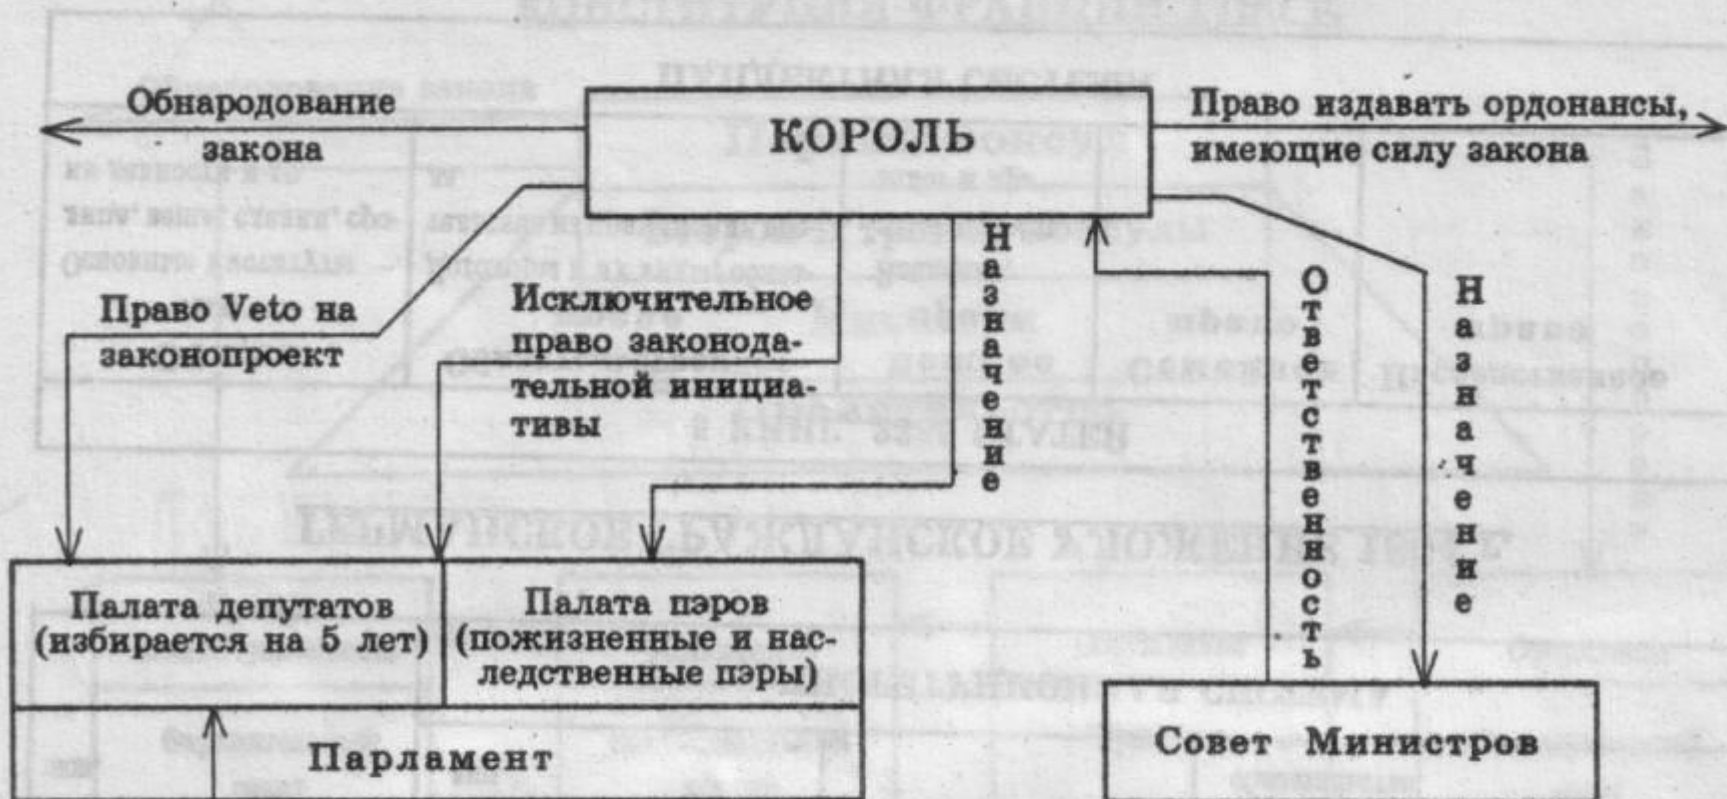 Обнародование
закона
КОРОЛЬ
Право издавать ордонансы,
имеющие силу закона
Право Veto на
законопроект
Исключительное
право законода-
тельной инициа-
тивы
Назначение
Ответственность
Назначение
Палата депутатов
(избирается на 5 лет)
Палата пэров
(пожизненные и нас-
ледственные пэры)
Парламент
Совет Министров